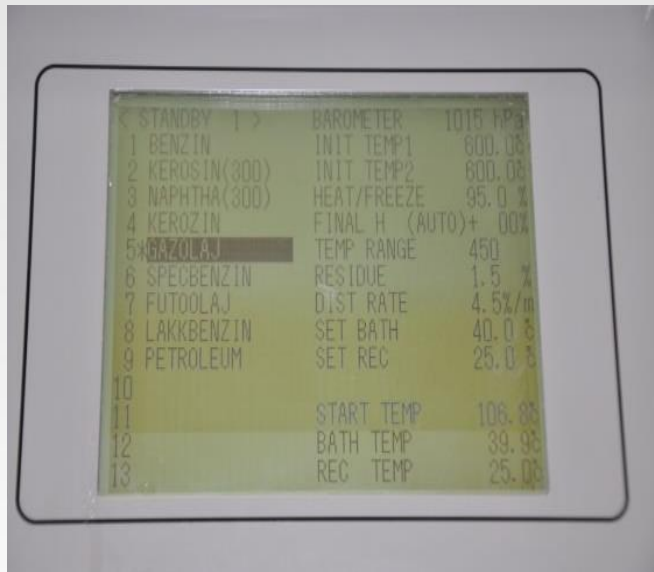 < STANDBY 1 > BAROMETER 1015 hPa
1 BENZIN INIT TEMP1 600.0℃
2 KEROSIN(300) INIT TEMP2 600.0℃
3 NAPHTHA(300) HEAT/FREEZE 95.0 %
4 KEROZIN FINAL H (AUTO)+ 00%
5*GAZOLAJ TEMP RANGE 450
6 SPECBENZIN RESIDUE 1.5 %
7 FUTOOLAJ DIST RATE 4.5%/m
8 LAKKBENZIN SET BATH 40.0 ℃
9 PETROLEUM SET REC 25.0 ℃
10
11 START TEMP 106.8℃
12 BATH TEMP 39.9℃
13 REC TEMP 25.0℃